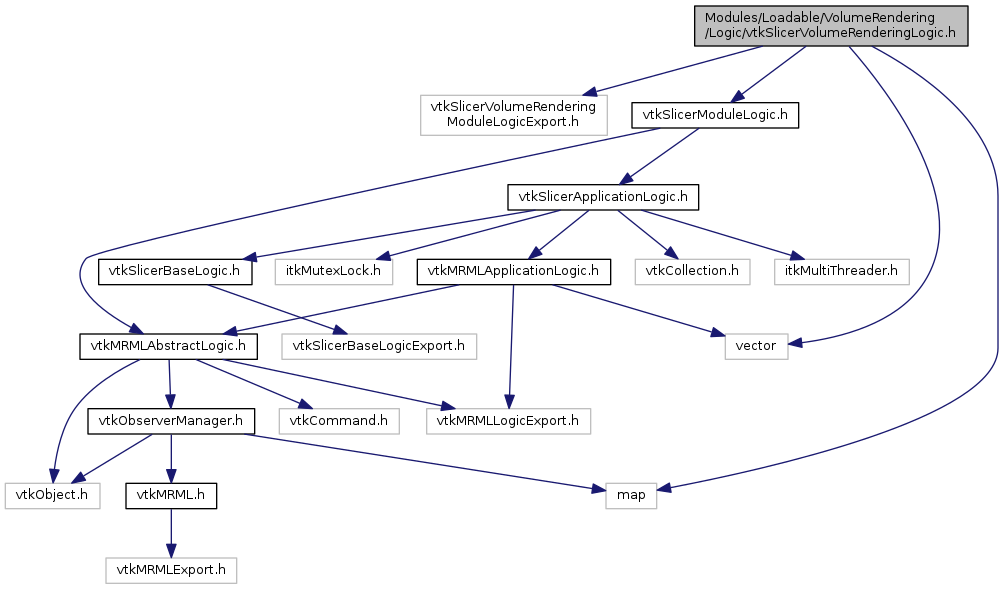 Modules/Loadable/VolumeRendering
/Logic/vtkSlicerVolumeRenderingLogic.h
vtkSlicerVolumeRendering
ModuleLogicExport.h
vtkSlicerModuleLogic.h
vtkSlicerApplicationLogic.h
vtkSlicerBaseLogic.h
itkMutexLock.h
vtkMRMLApplicationLogic.h
vtkCollection.h
itkMultiThreader.h
vtkMRMLAbstractLogic.h
vtkSlicerBaseLogicExport.h
vector
vtkObserverManager.h
vtkCommand.h
vtkMRMLLogicExport.h
vtkObject.h
vtkMRML.h
map
vtkMRMLExport.h